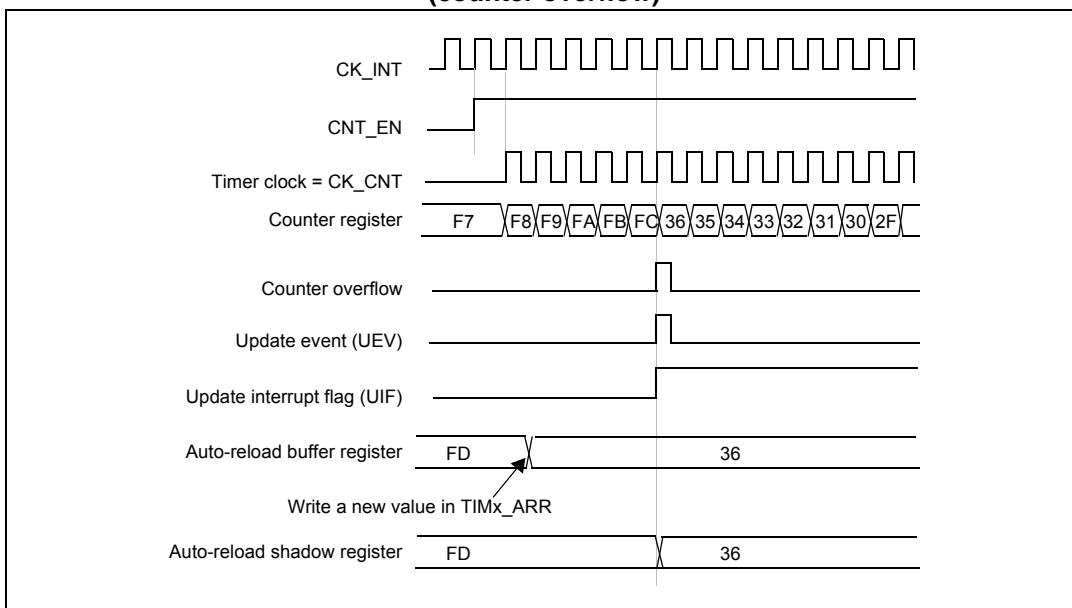 (counter overflow)
CK_INT
CNT_EN
Timer clock = CK_CNT
Counter register F7 F8 F9 FA FB FC 36 35 34 33 32 31 30 2F
Counter overflow
Update event (UEV)
Update interrupt flag (UIF)
Auto-reload buffer register FD 36
Write a new value in TIMx_ARR
Auto-reload shadow register FD 36